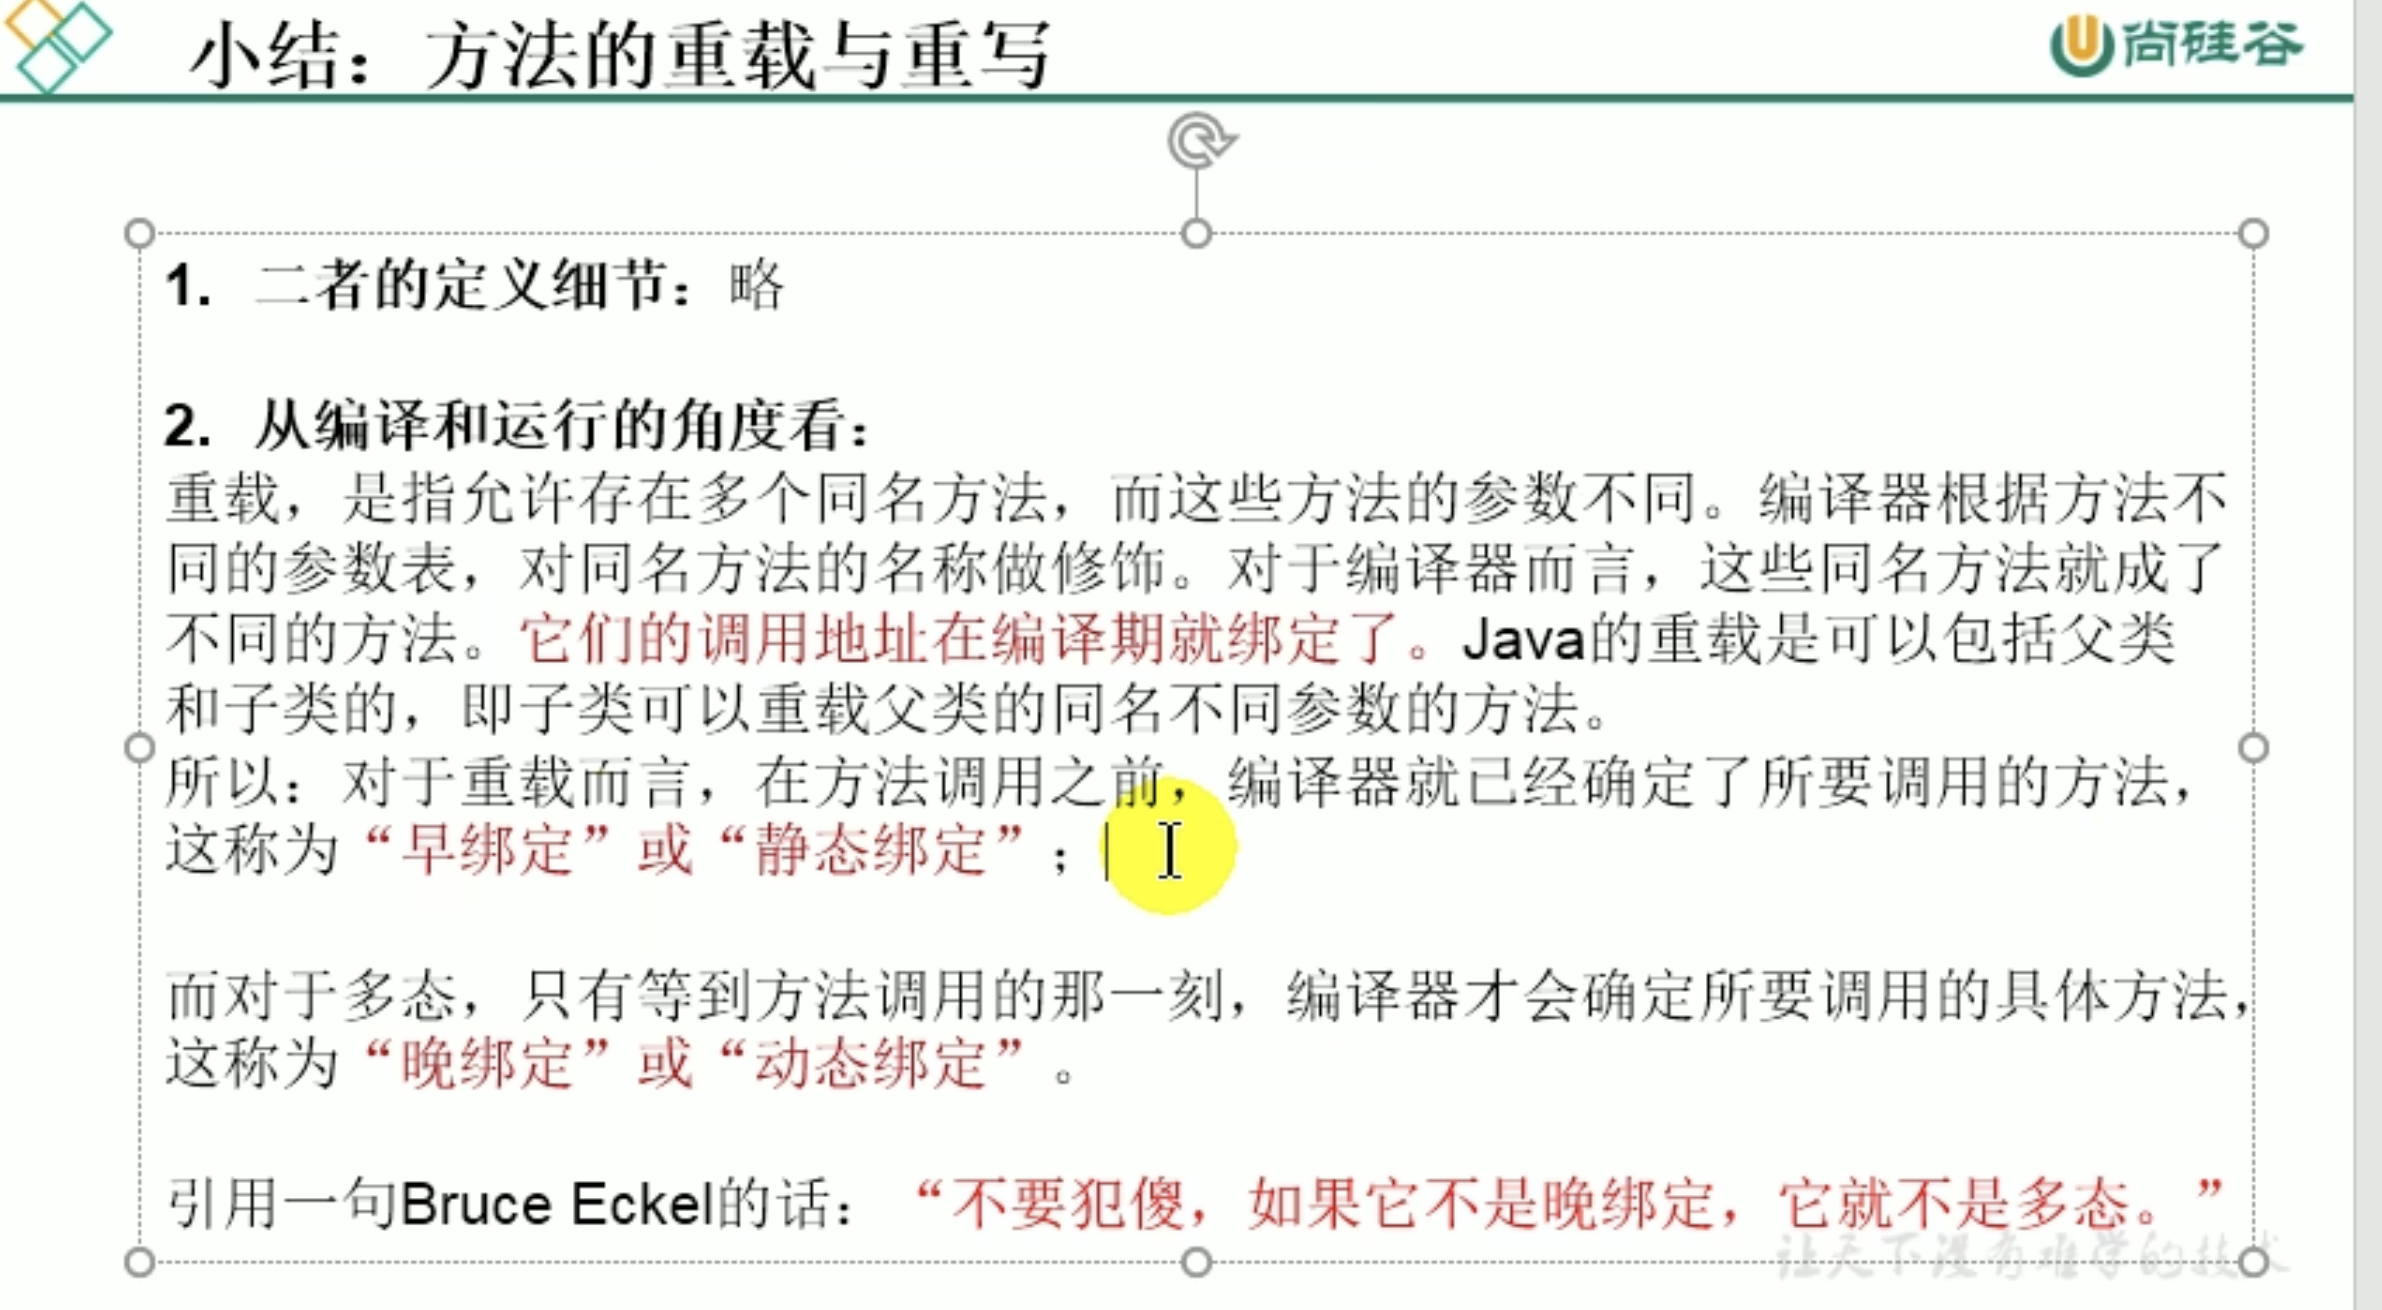 小结：方法的重载与重写
尚硅谷
1. 二者的定义细节：略
2. 从编译和运行的角度看：
重载，是指允许存在多个同名方法，而这些方法的参数不同。编译器根据方法不
同的参数表，对同名方法的名称做修饰。对于编译器而言，这些同名方法就成了
不同的方法。它们的调用地址在编译期就绑定了。Java的重载是可以包括父类
和子类的，即子类可以重载父类的同名不同参数的方法。
所以：对于重载而言，在方法调用之前，编译器就已经确定了所要调用的方法，
这称为“早绑定”或“静态绑定”；
而对于多态，只有等到方法调用的那一刻，编译器才会确定所要调用的具体方法，
这称为“晚绑定”或“动态绑定”。
引用一句Bruce Eckel的话：“不要犯傻，如果它不是晚绑定，它就不是多态。”
让天下没有难学的技术